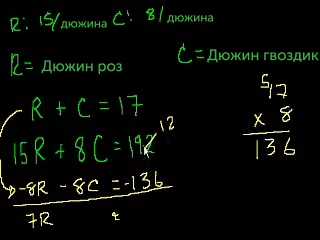 R: 15/дюжина C: 8/дюжина
R= Дюжин роз
C= Дюжин гвоздик
R + C = 17
15R + 8C = 192 12
-8R - 8C = -136
7R
5
17
x 8
136